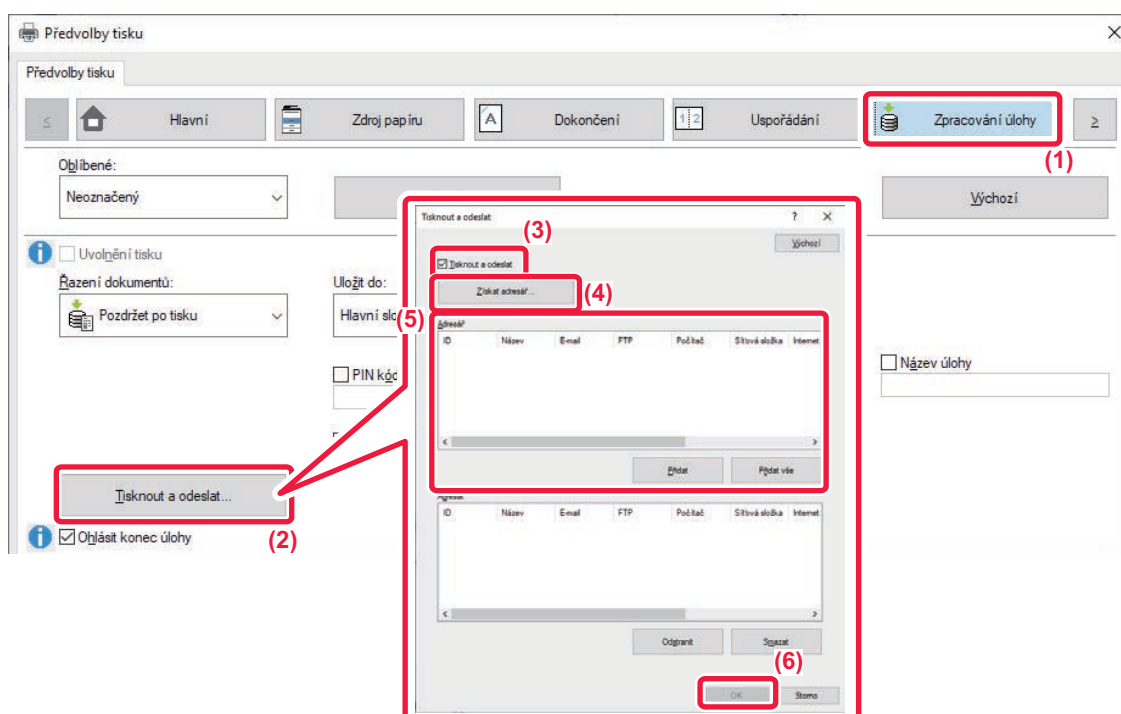 Předvolby tisku
Předvolby tisku
≤
Hlavní
Zdroj papíru
Dokončení
Uspořádání
Zpracování úlohy
≥
(1)
Oblíbené:
Neoznačený
Výchozí
Uvolnění tisku
Řazení dokumentů:
Pozdržet po tisku
Uložit do:
Hlavní slo
PIN kód
Název úlohy
Tisknout a odeslat...
(2)
Ohlásit konec úlohy
Tisknout a odeslat
?
Výchozí
(3)
Tisknout a odeslat
Získat adresář...
(4)
(5)
Adresář
ID Název E-mail FTP Počítač Síťová složka Internet
Přidat
Přidat vše
ID Název E-mail FTP Počítač Síťová složka Internet
Odstranit
Smazat
(6)
OK
Storno